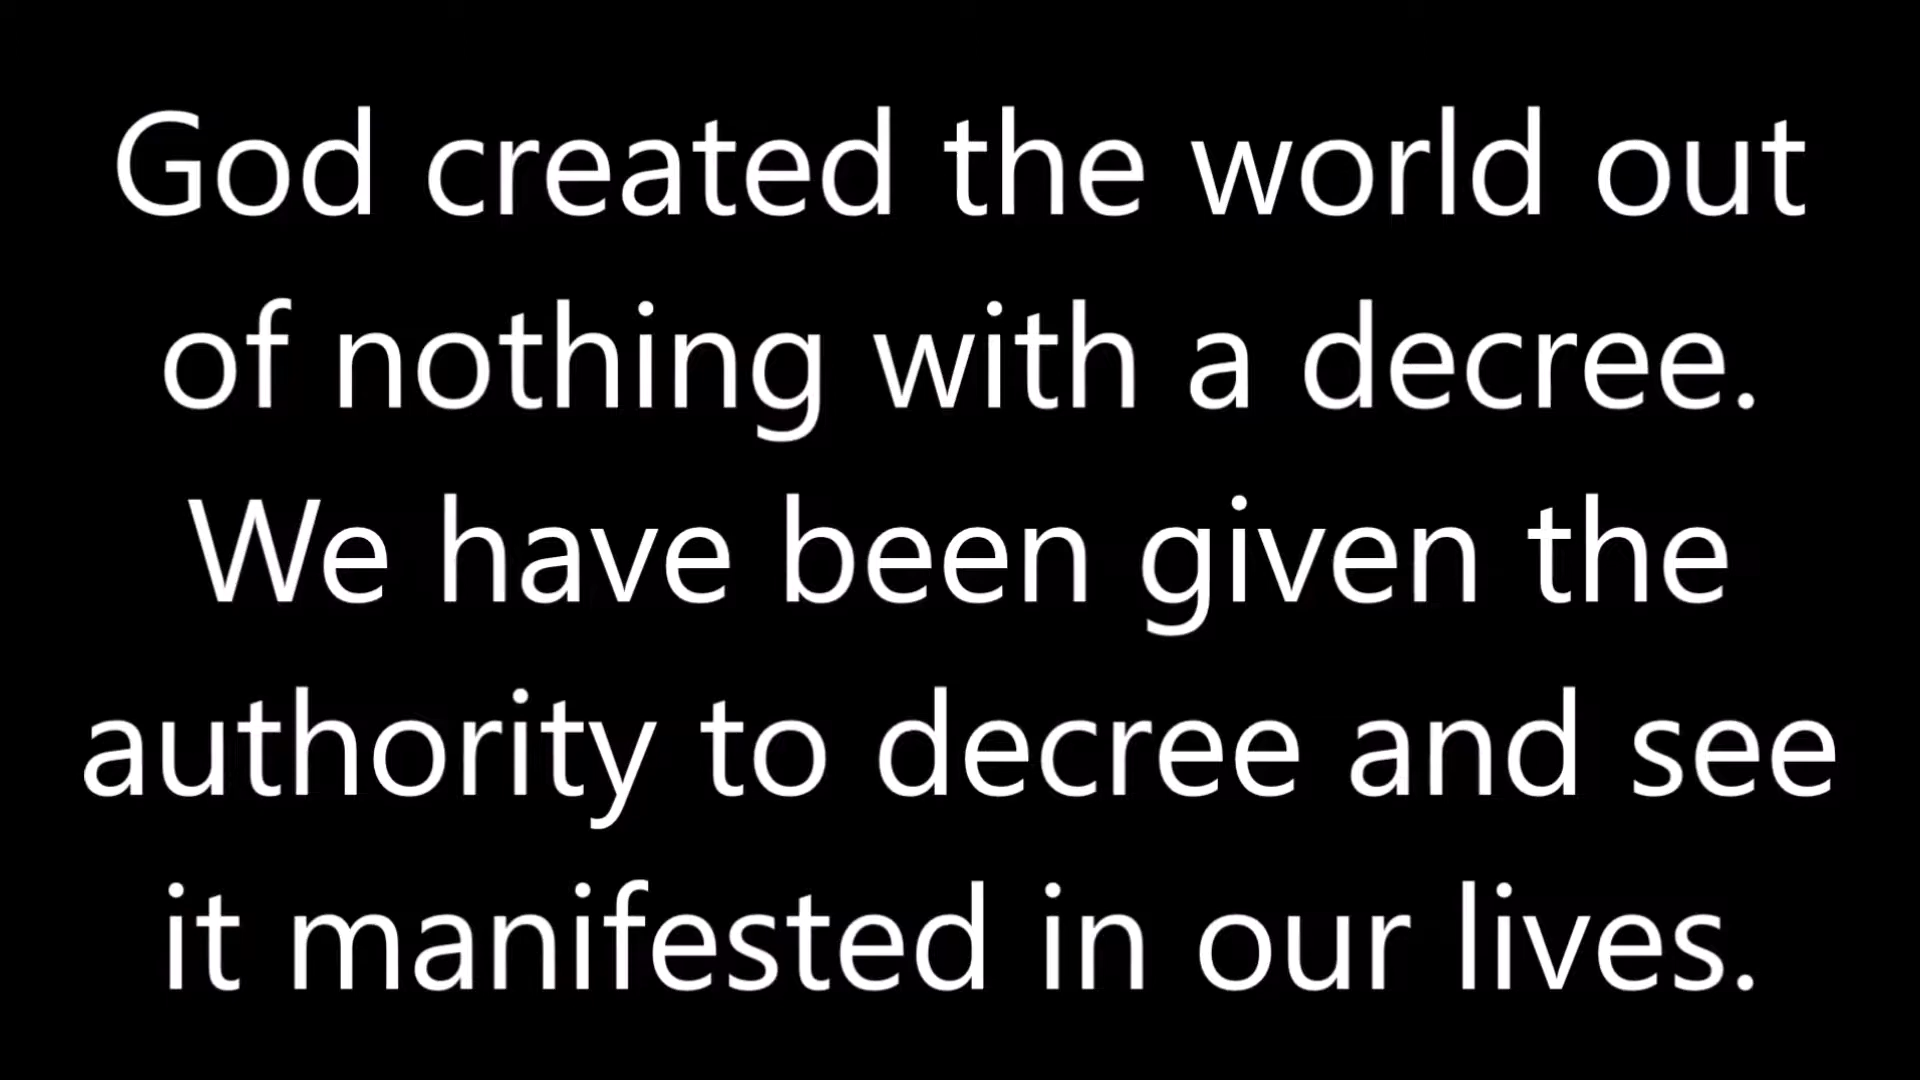 God created the world out
of nothing with a decree.
We have been given the
authority to decree and see
it manifested in our lives.